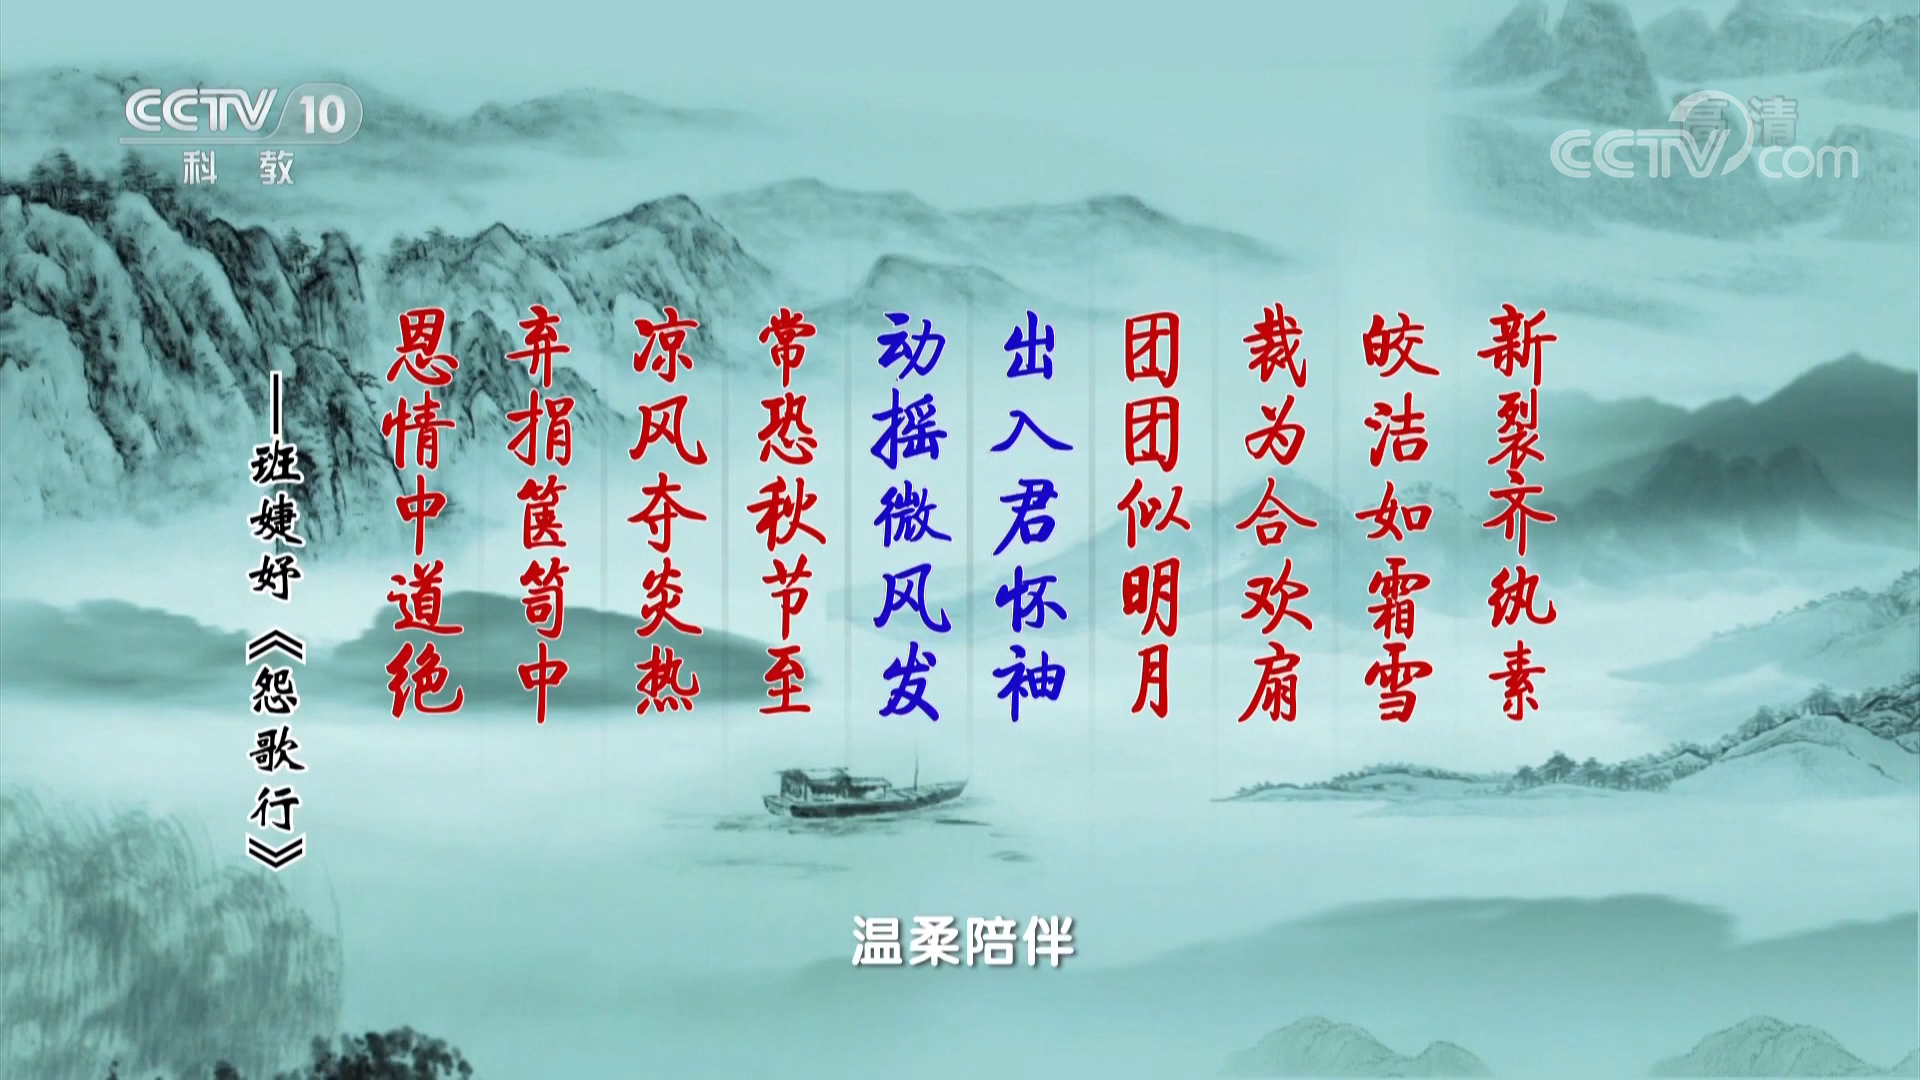 CCTV 10
科教
高清
CCTV.com
新裂齐纨素
皎洁如霜雪
裁为合欢扇
团团似明月
出入君怀袖
动摇微风发
常恐秋节至
凉风夺炎热
弃捐箧笥中
恩情中道绝
—班婕妤《怨歌行》
温柔陪伴